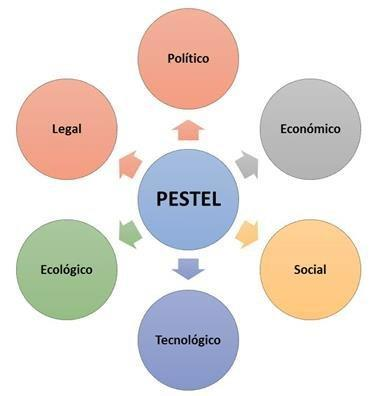 Político
Legal
Económico
PESTEL
Ecológico
Social
Tecnológico